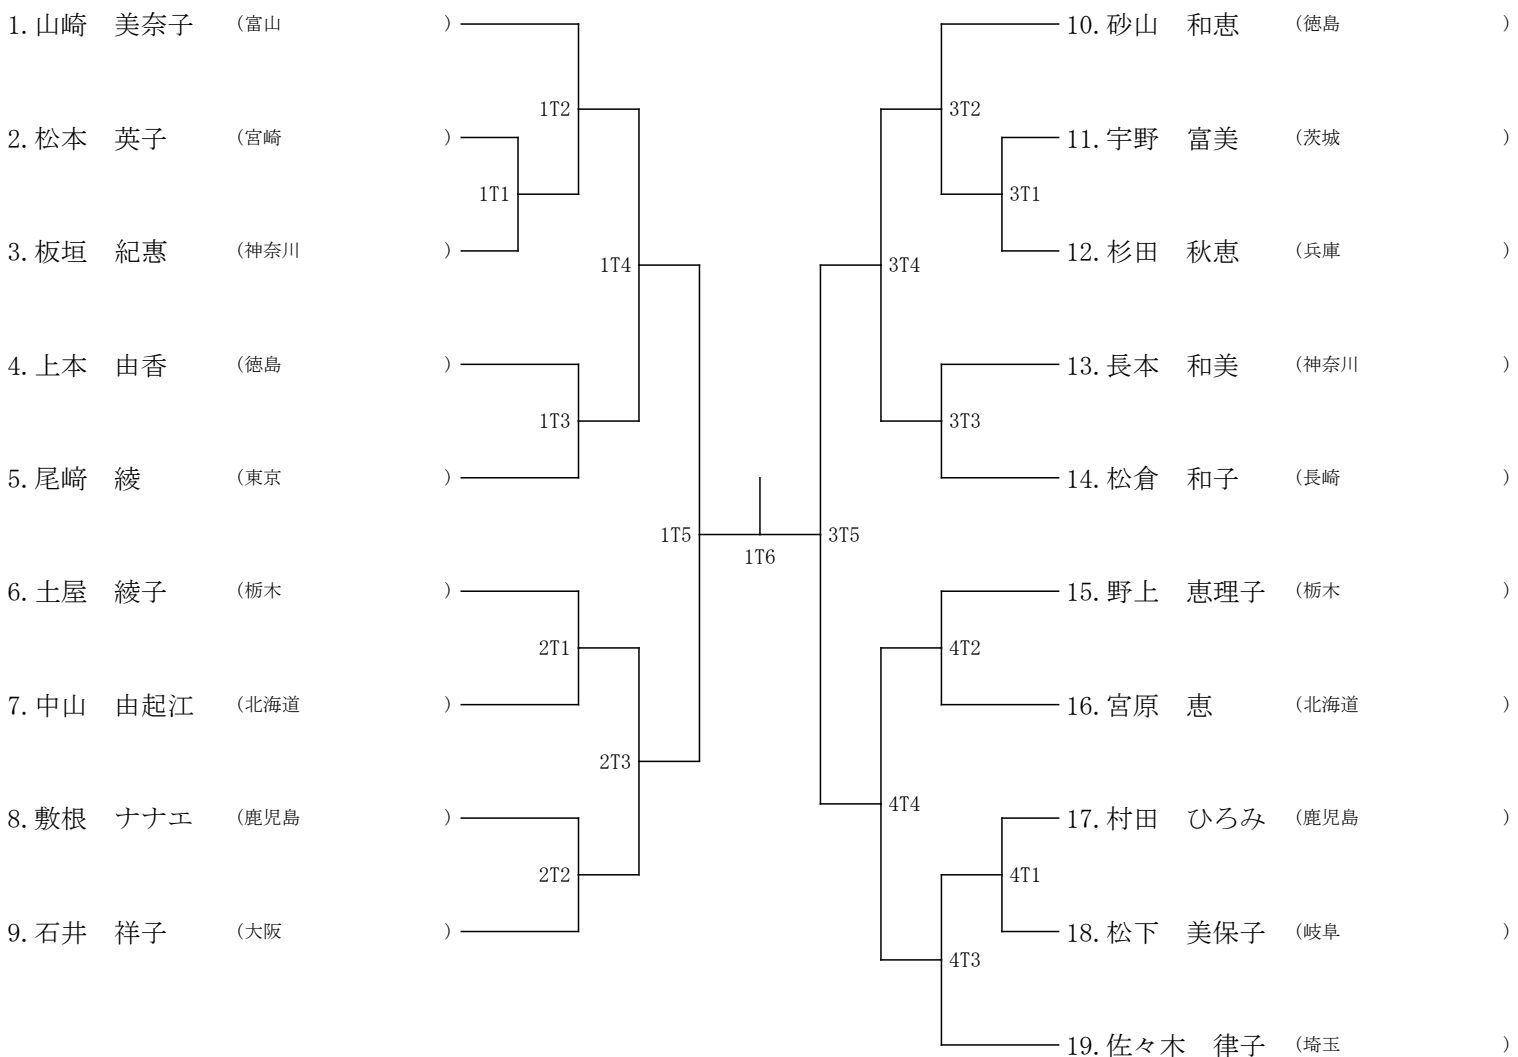 1.山崎　美奈子　(富山　)
1T2
2.松本　英子　(宮崎　)
1T1
3.板垣　紀惠　(神奈川　)
1T4
4.上本　由香　(徳島　)
1T3
5.尾﨑　綾　(東京　)
1T5
6.土屋　綾子　(栃木　)
2T1
7.中山　由起江　(北海道　)
2T3
8.敷根　ナナエ　(鹿児島　)
2T2
9.石井　祥子　(大阪　)
1T6
10.砂山　和恵　(徳島　)
3T2
11.宇野　富美　(茨城　)
3T1
12.杉田　秋恵　(兵庫　)
3T4
13.長本　和美　(神奈川　)
3T3
14.松倉　和子　(長崎　)
3T5
15.野上　恵理子　(栃木　)
4T2
16.宮原　恵　(北海道　)
4T4
17.村田　ひろみ　(鹿児島　)
4T1
18.松下　美保子　(岐阜　)
4T3
19.佐々木　律子　(埼玉　)